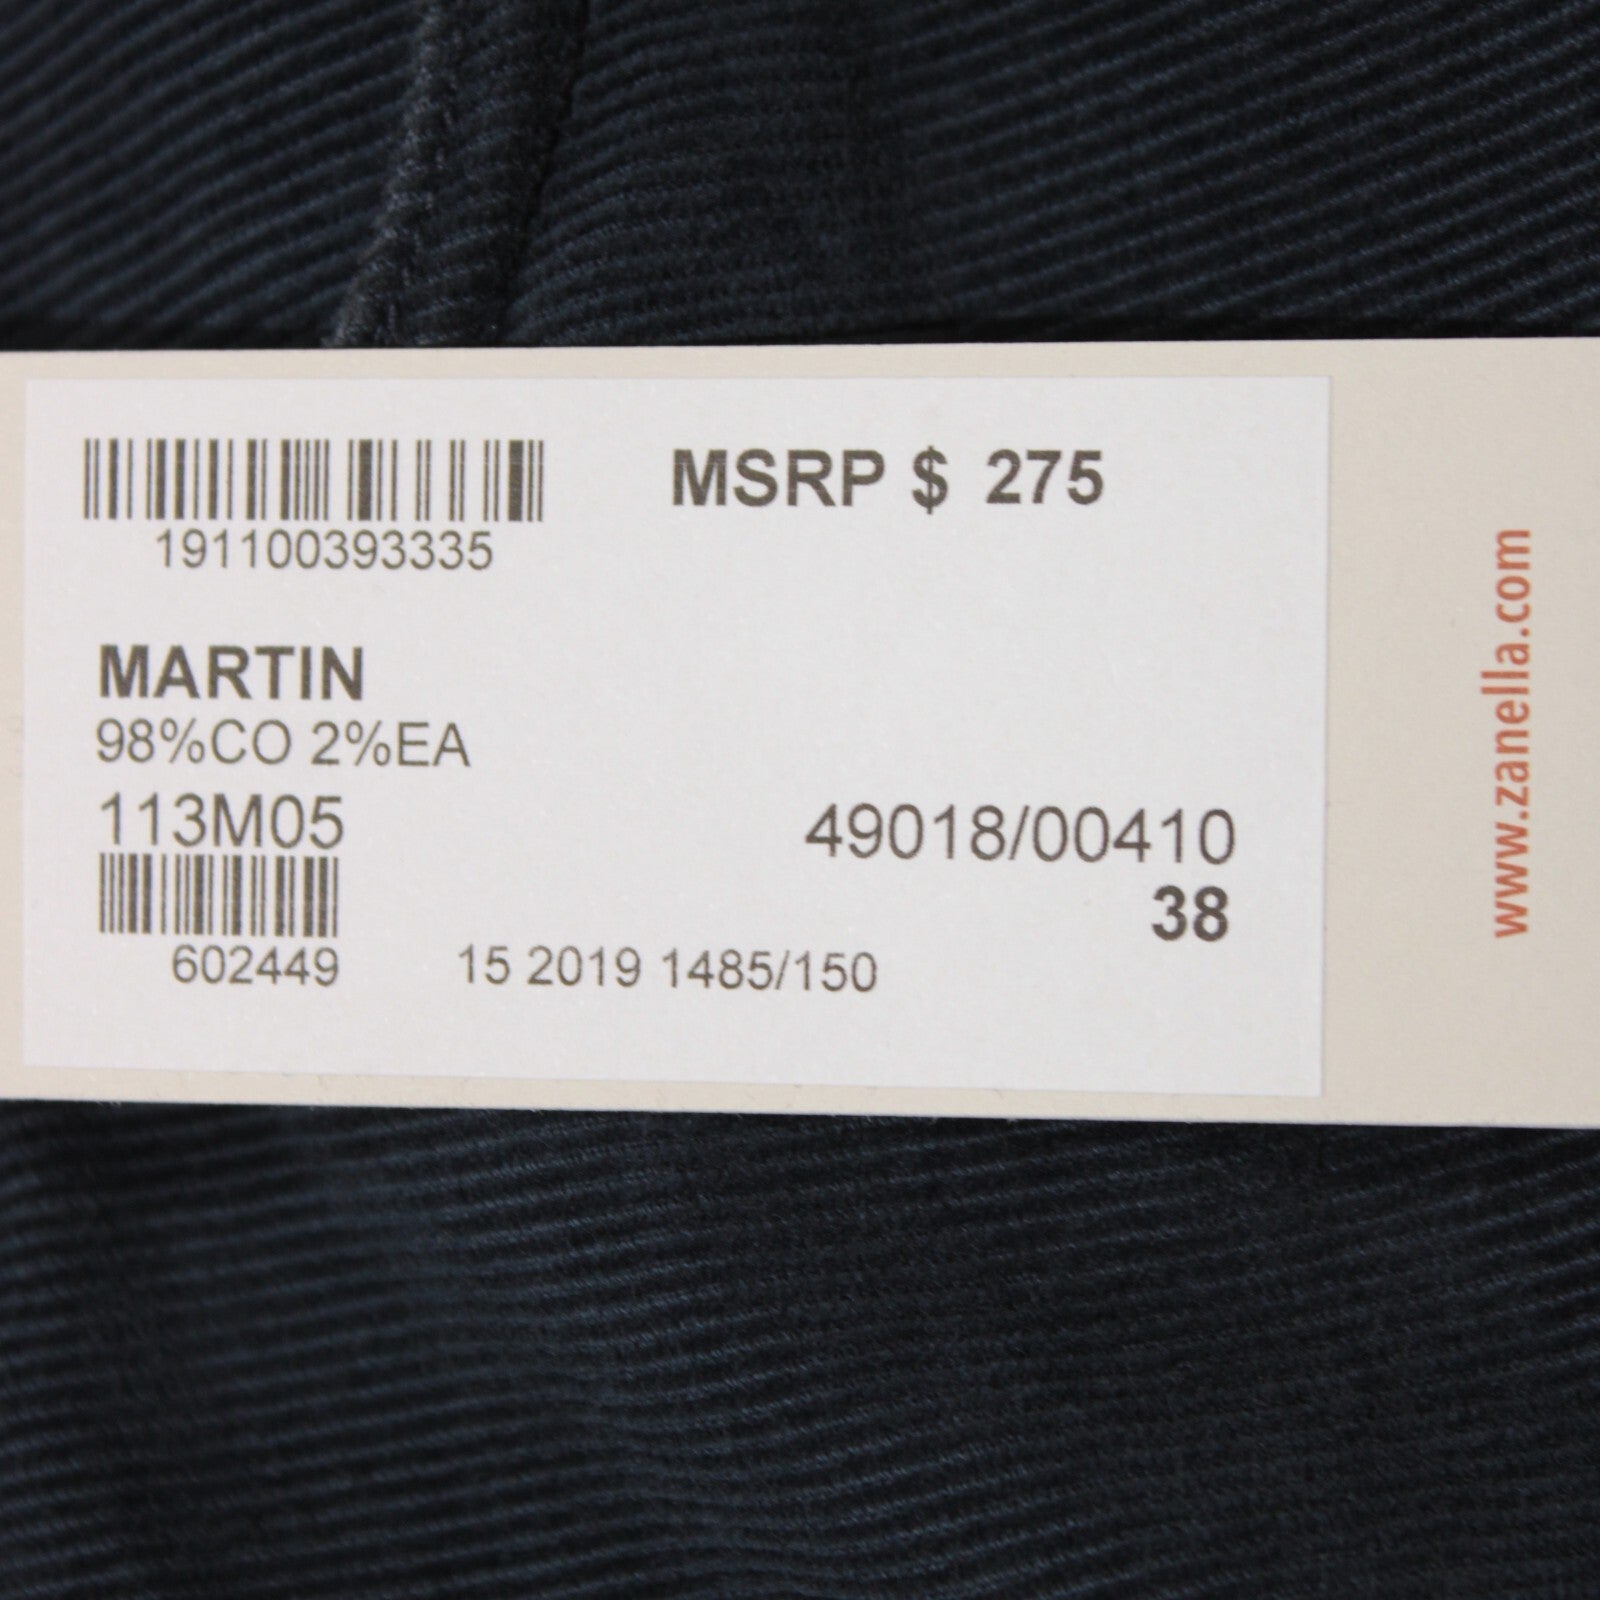 MSRP $ 275
191100393335
MARTIN
98%CO 2%EA
113M05
49018/00410
38
602449
15 2019 1485/150
www.zanella.com